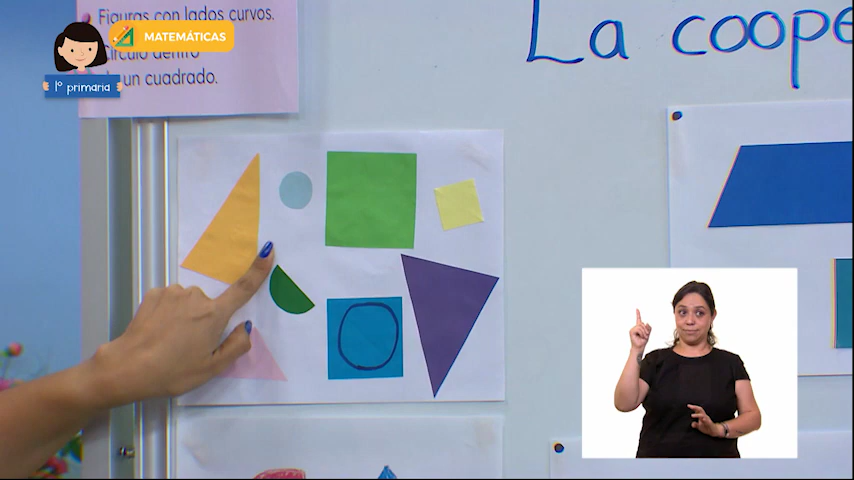 Figuras con lados curvos.
MATEMÁTICAS
Círculo dentro
un cuadrado.
1° primaria
La coope